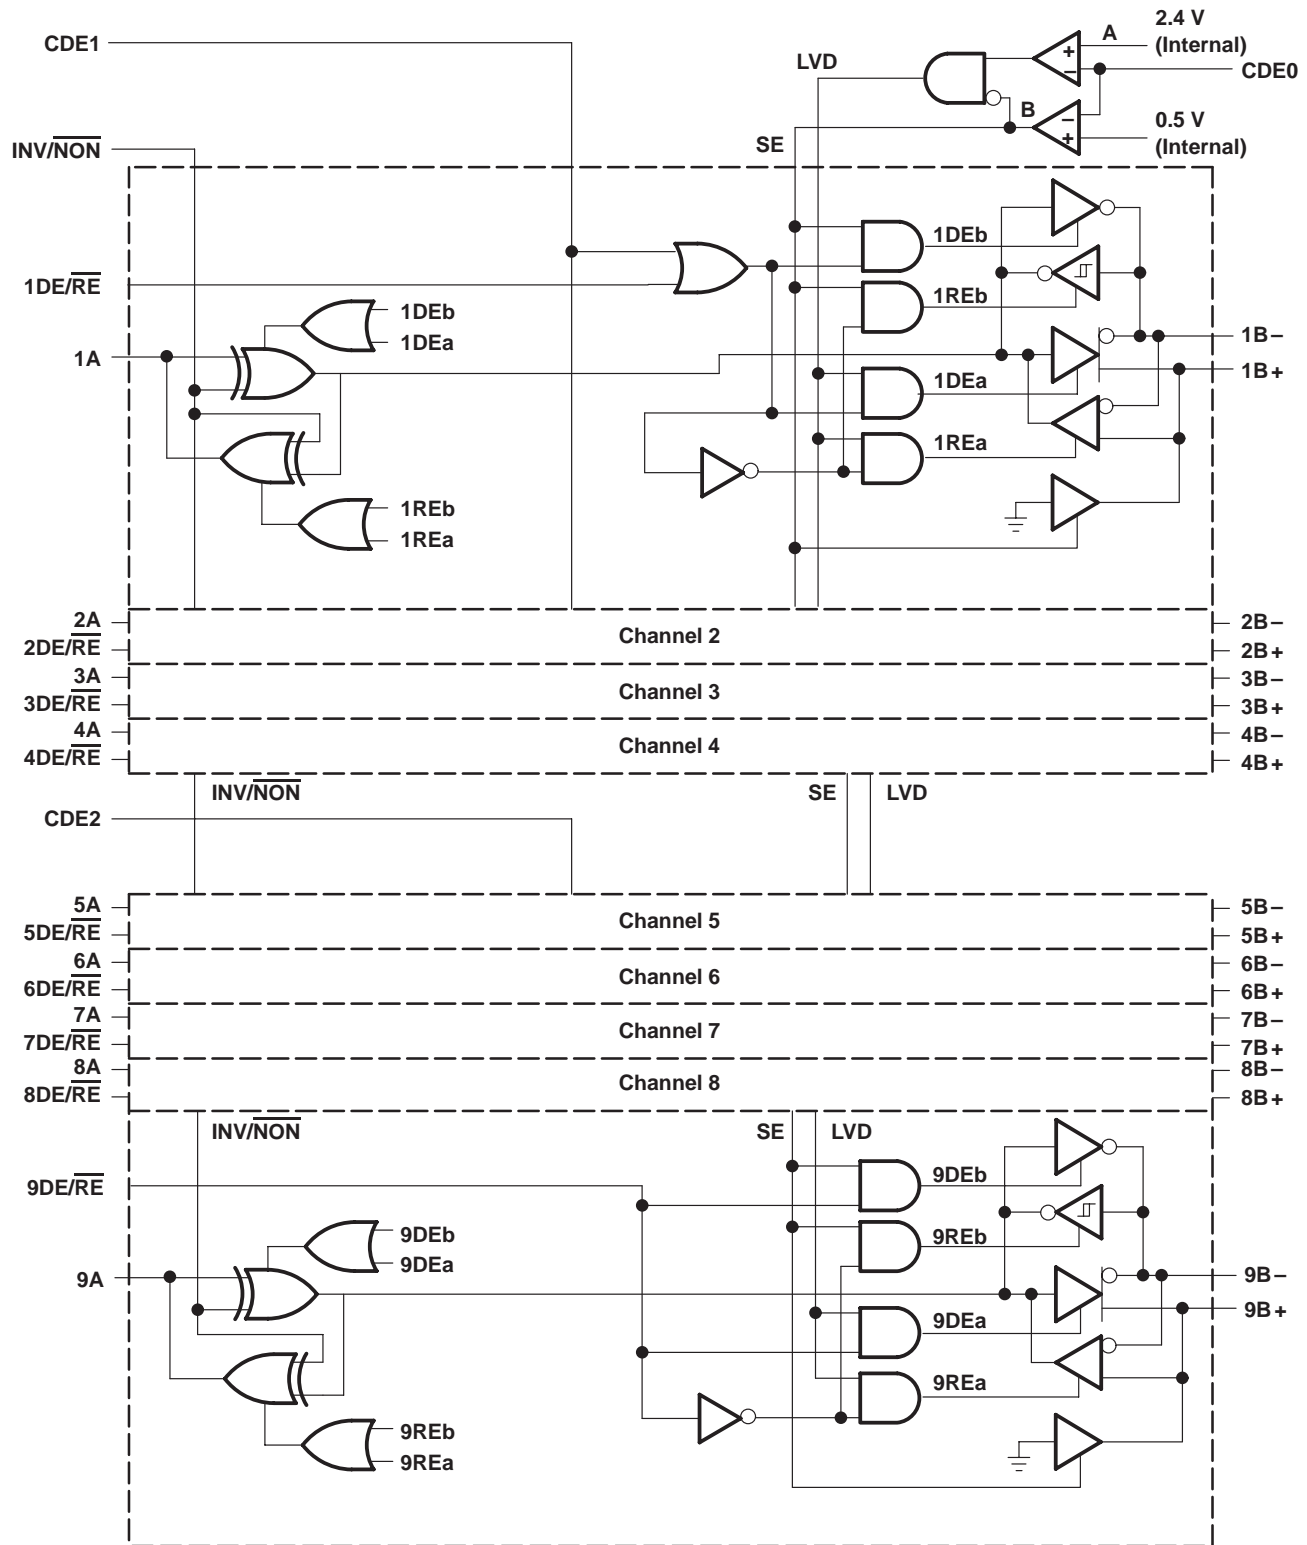 2.4 V
(Internal)
A
CDE1
LVD
CDE0
B
0.5 V
(Internal)
INV/NON
SE
1DEb
1DE/RE
1REb
1DEb
1DEa
1A
1B−
1DEa
1B+
1REa
1REb
1REa
2A
2DE/RE
Channel 2
2B−
2B+
3A
3DE/RE
Channel 3
3B−
3B+
4A
4DE/RE
Channel 4
4B−
4B+
INV/NON
SE
LVD
CDE2
5A
5DE/RE
Channel 5
5B−
5B+
6A
6DE/RE
Channel 6
6B−
6B+
7A
7DE/RE
Channel 7
7B−
7B+
8A
8DE/RE
Channel 8
8B−
8B+
INV/NON
SE
LVD
9DEb
9DE/RE
9REb
9DEb
9DEa
9A
9B−
9B+
9DEa
9REa
9REb
9REa